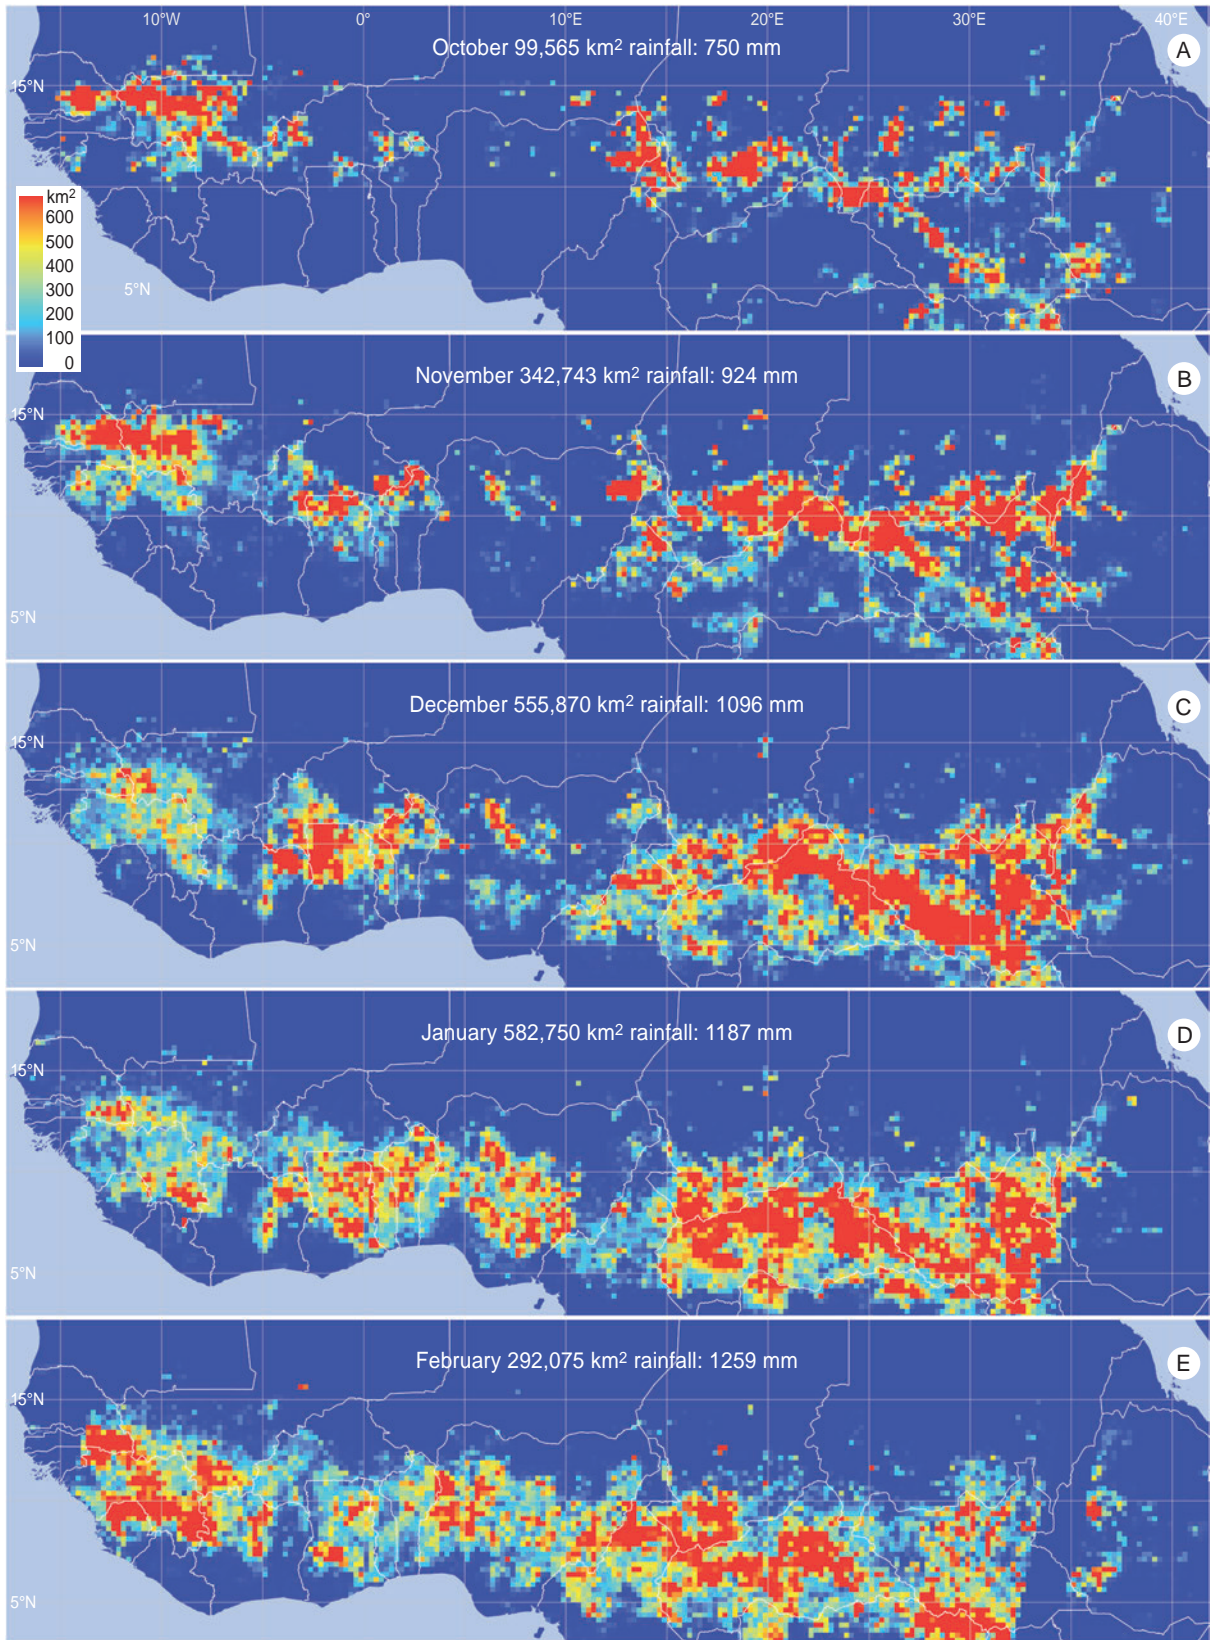 10°W 0° 10°E 20°E 30°E 40°E
October 99,565 km² rainfall: 750 mm
A
15°N
km²
600
500
400
300
200
100
0
5°N
November 342,743 km² rainfall: 924 mm
B
15°N
5°N
December 555,870 km² rainfall: 1096 mm
C
15°N
5°N
January 582,750 km² rainfall: 1187 mm
D
15°N
5°N
February 292,075 km² rainfall: 1259 mm
E
15°N
5°N